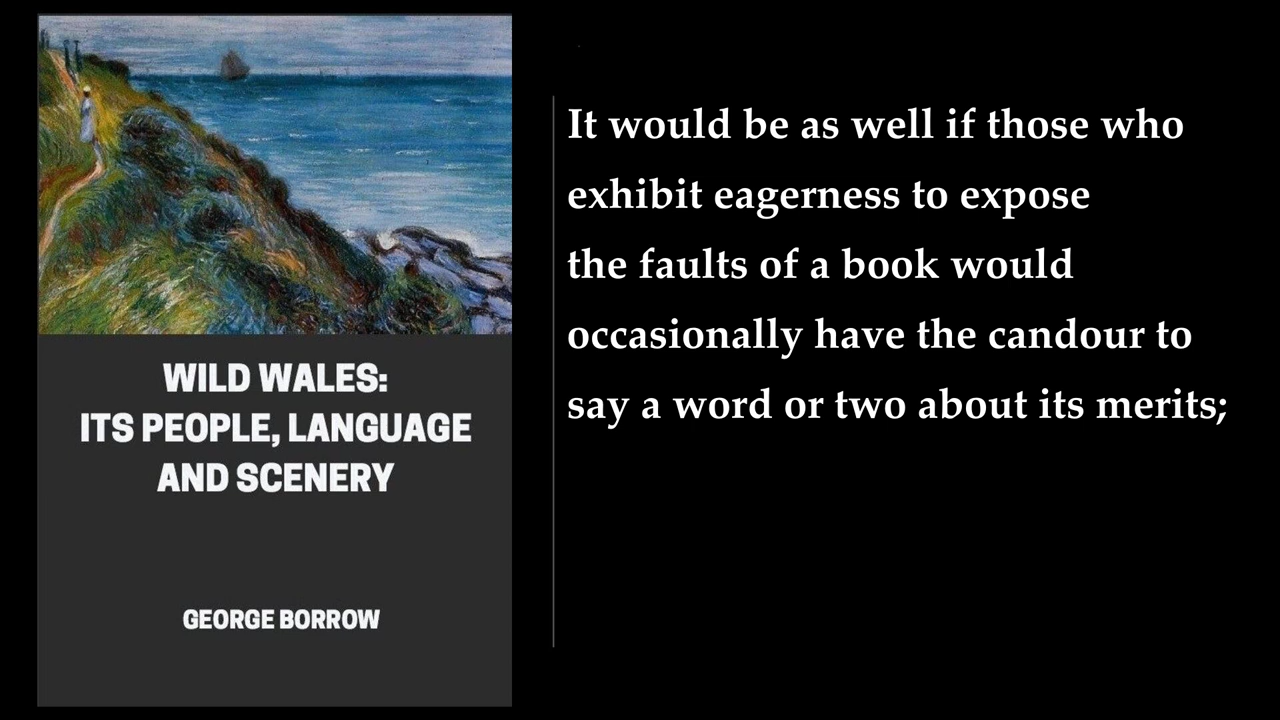 WILD WALES:
ITS PEOPLE, LANGUAGE
AND SCENERY
GEORGE BORROW
It would be as well if those who
exhibit eagerness to expose
the faults of a book would
occasionally have the candour to
say a word or two about its merits;